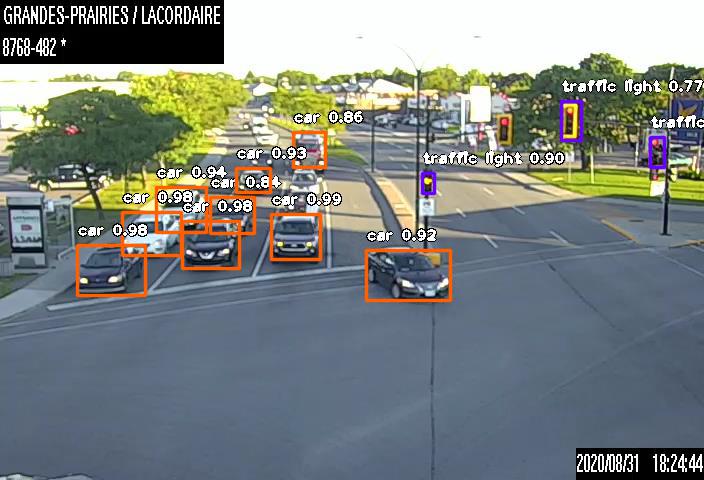 GRANDES-PRAIRIES / LACORDAIRE
8768-482 *
traffic light 0.77
car 0.86
traffic
car 0.93
traffic light 0.90
car 0.94
car 0.84
car 0.98
car 0.99
car 0.98
car 0.98
car 0.92
2020/08/31 18:24:44